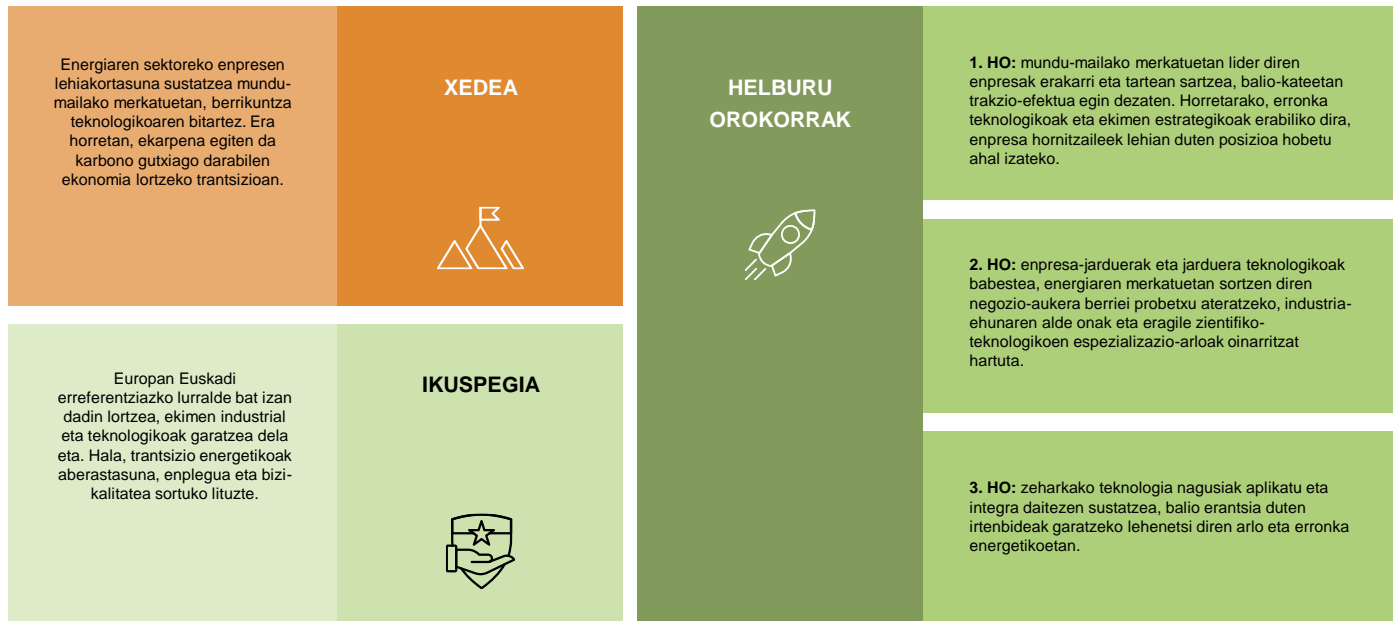 Energiaren sektoreko enpresen
lehiakortasuna sustatzea mundu-
mailako merkatuetan, berrikuntza
teknologikoaren bitartez. Era
horretan, ekarpena egiten da
karbono gutxiago darabilen
ekonomia lortzeko trantsizioan.
XEDEA
Europan Euskadi
erreferentziazko lurralde bat izan
dadin lortzea, ekimen industrial
eta teknologikoak garatzea dela
eta. Hala, trantsizio energetikoak
aberastasuna, enplegua eta bizi-
kalitatea sortuko lituzte.
IKUSPEGIA
HELBURU
OROKORRAK
1. HO: mundu-mailako merkatuetan lider diren
enpresak erakarri eta tartean sartzea, balio-kateetan
trakzio-efektua egin dezaten. Horretarako, erronka
teknologikoak eta ekimen estrategikoak erabiliko dira,
enpresa hornitzaileek lehian duten posizioa hobetu
ahal izateko.
2. HO: enpresa-jarduerak eta jarduera teknologikoak
babestea, energiaren merkatuetan sortzen diren
negozio-aukera berriei probetxu ateratzeko, industria-
ehunaren alde onak eta eragile zientifiko-
teknologikoen espezializazio-arloak oinarritzat
hartuta.
3. HO: zeharkako teknologia nagusiak aplikatu eta
integra daitezen sustatzea, balio erantsia duten
irtenbideak garatzeko lehenetsi diren arlo eta erronka
energetikoetan.